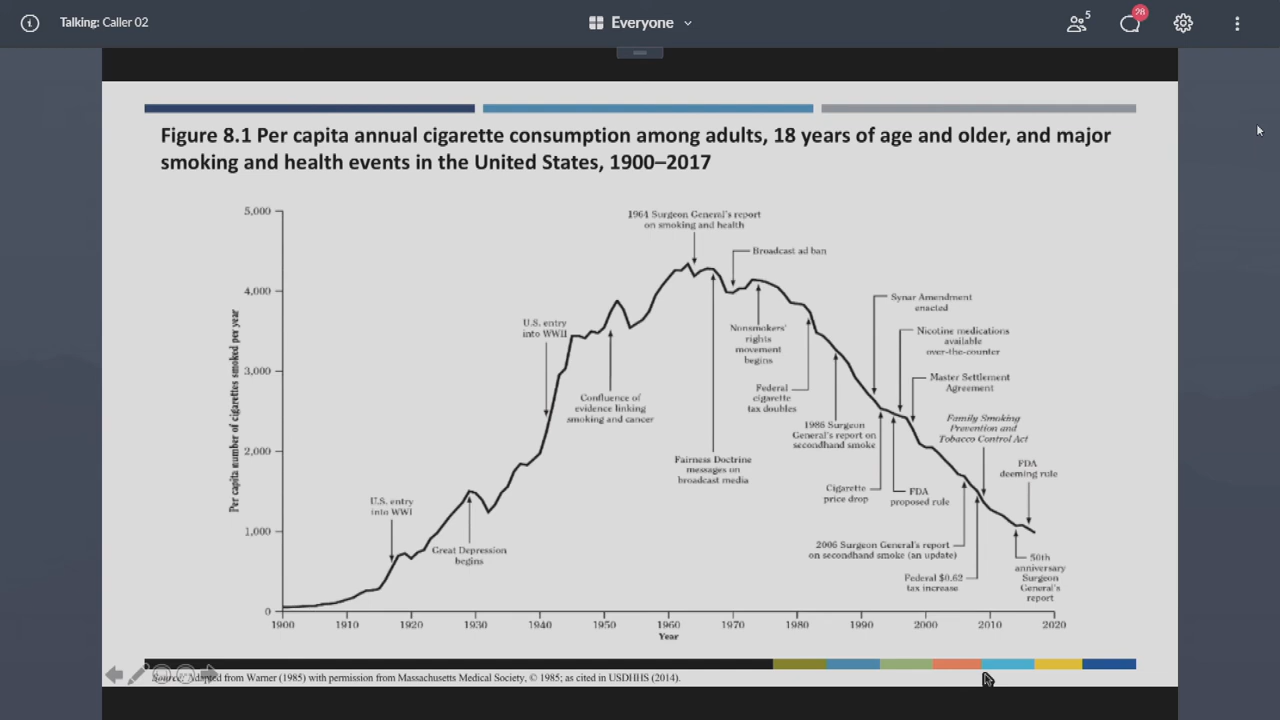 Talking: Caller 02
Everyone
5
28
Figure 8.1 Per capita annual cigarette consumption among adults, 18 years of age and older, and major
smoking and health events in the United States, 1900–2017
5,000
4,000
3,000
2,000
1,000
0
Per capita number of cigarettes smoked per year
1964 Surgeon General's report
on smoking and health
Broadcast ad ban
Synar Amendment
enacted
U.S. entry
into WWII
Nonsmokers'
rights
movement
begins
Nicotine medications
available
over-the-counter
Master Settlement
Agreement
Federal
cigarette
tax doubles
Confluence of
evidence linking
smoking and cancer
Family Smoking
Prevention and
Tobacco Control Act
1986 Surgeon
General's report on
secondhand smoke
Fairness Doctrine
messages on
broadcast media
FDA
deeming rule
Cigarette
price drop
FDA
proposed rule
U.S. entry
into WWI
Great Depression
begins
2006 Surgeon General's report
on secondhand smoke (an update)
50th
anniversary
Surgeon
General's
report
Federal $0.62
tax increase
1900 1910 1920 1930 1940 1950 1960 1970 1980 1990 2000 2010 2020
Year
Source: Adapted from Warner (1985) with permission from Massachusetts Medical Society, © 1985; as cited in USDHHS (2014).